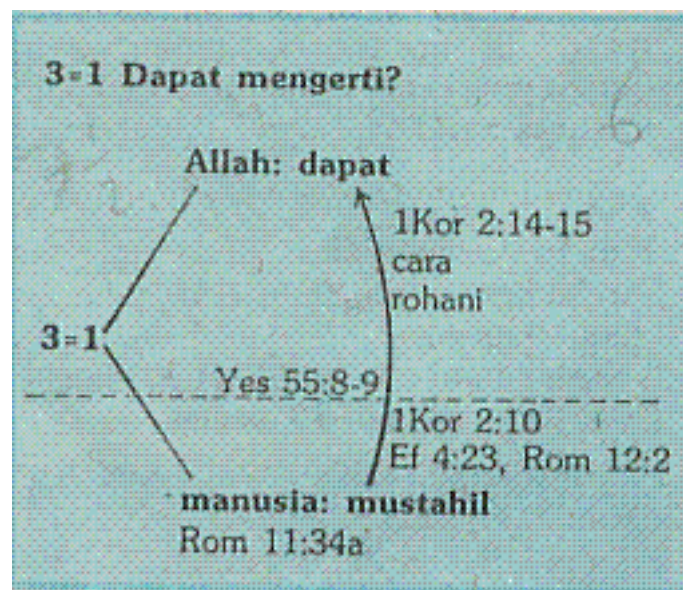 3=1 Dapat mengerti?
Allah: dapat
1Kor 2:14-15
cara
rohani
3=1
Yes 55:8-9
1Kor 2:10
Ef 4:23, Rom 12:2
manusia: mustahil
Rom 11:34a
6